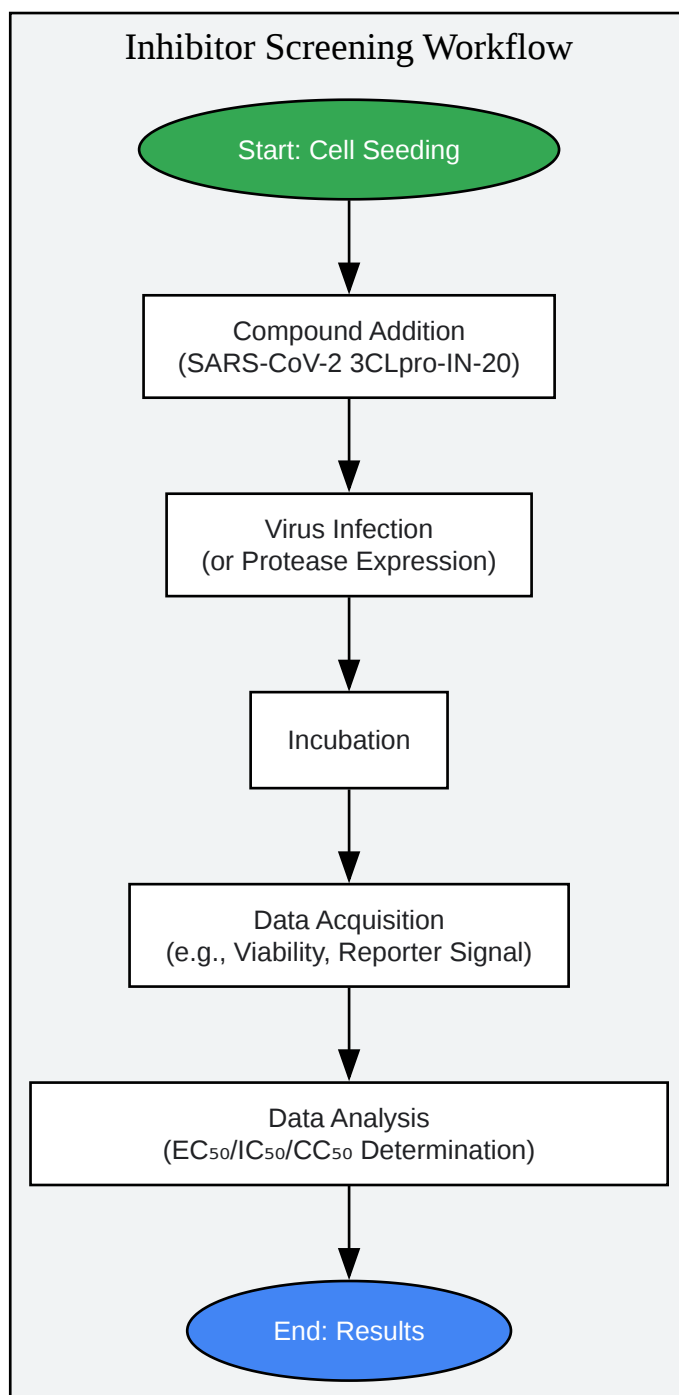 Inhibitor Screening Workflow
Start: Cell Seeding
Compound Addition
(SARS-CoV-2 3CLpro-IN-20)
Virus Infection
(or Protease Expression)
Incubation
Data Acquisition
(e.g., Viability, Reporter Signal)
Data Analysis
(EC₅₀/IC₅₀/CC₅₀ Determination)
End: Results